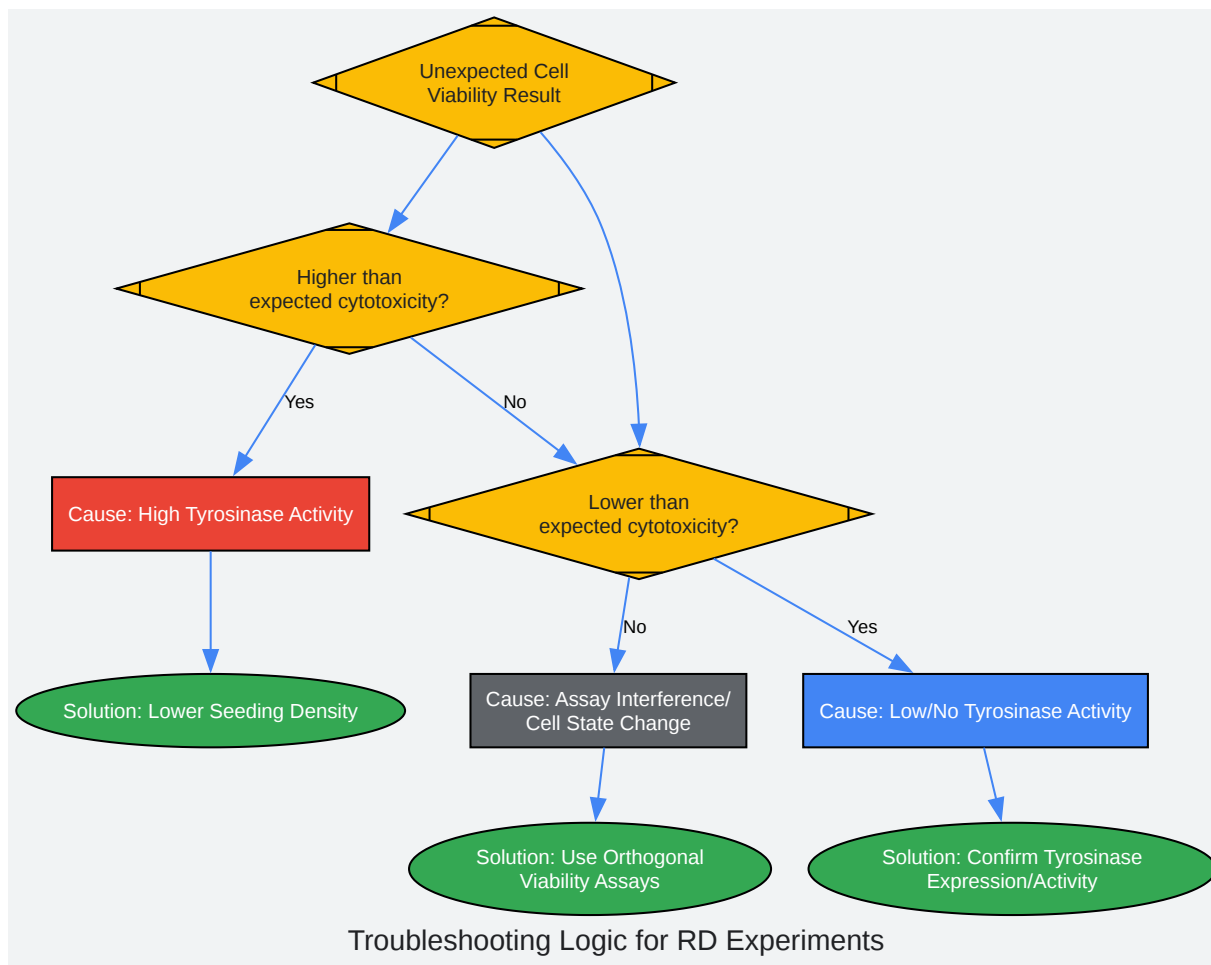 Unexpected Cell
Viability Result
Higher than
expected cytotoxicity?
Yes
No
Cause: High Tyrosinase Activity
Lower than
expected cytotoxicity?
No
Yes
Solution: Lower Seeding Density
Cause: Assay Interference/
Cell State Change
Cause: Low/No Tyrosinase Activity
Solution: Use Orthogonal
Viability Assays
Solution: Confirm Tyrosinase
Expression/Activity
Troubleshooting Logic for RD Experiments